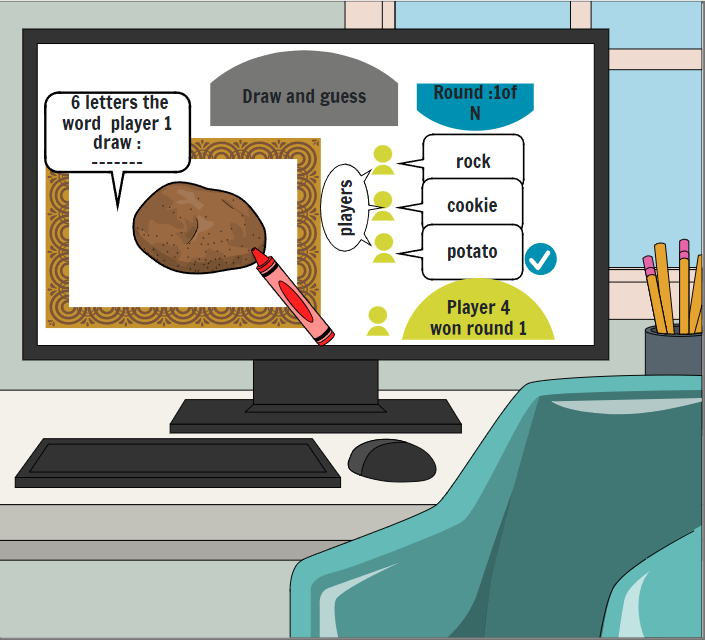 Draw and guess
Round :1of
N
6 letters the
word player 1
draw :
-------
players
rock
cookie
potato
Player 4
won round 1